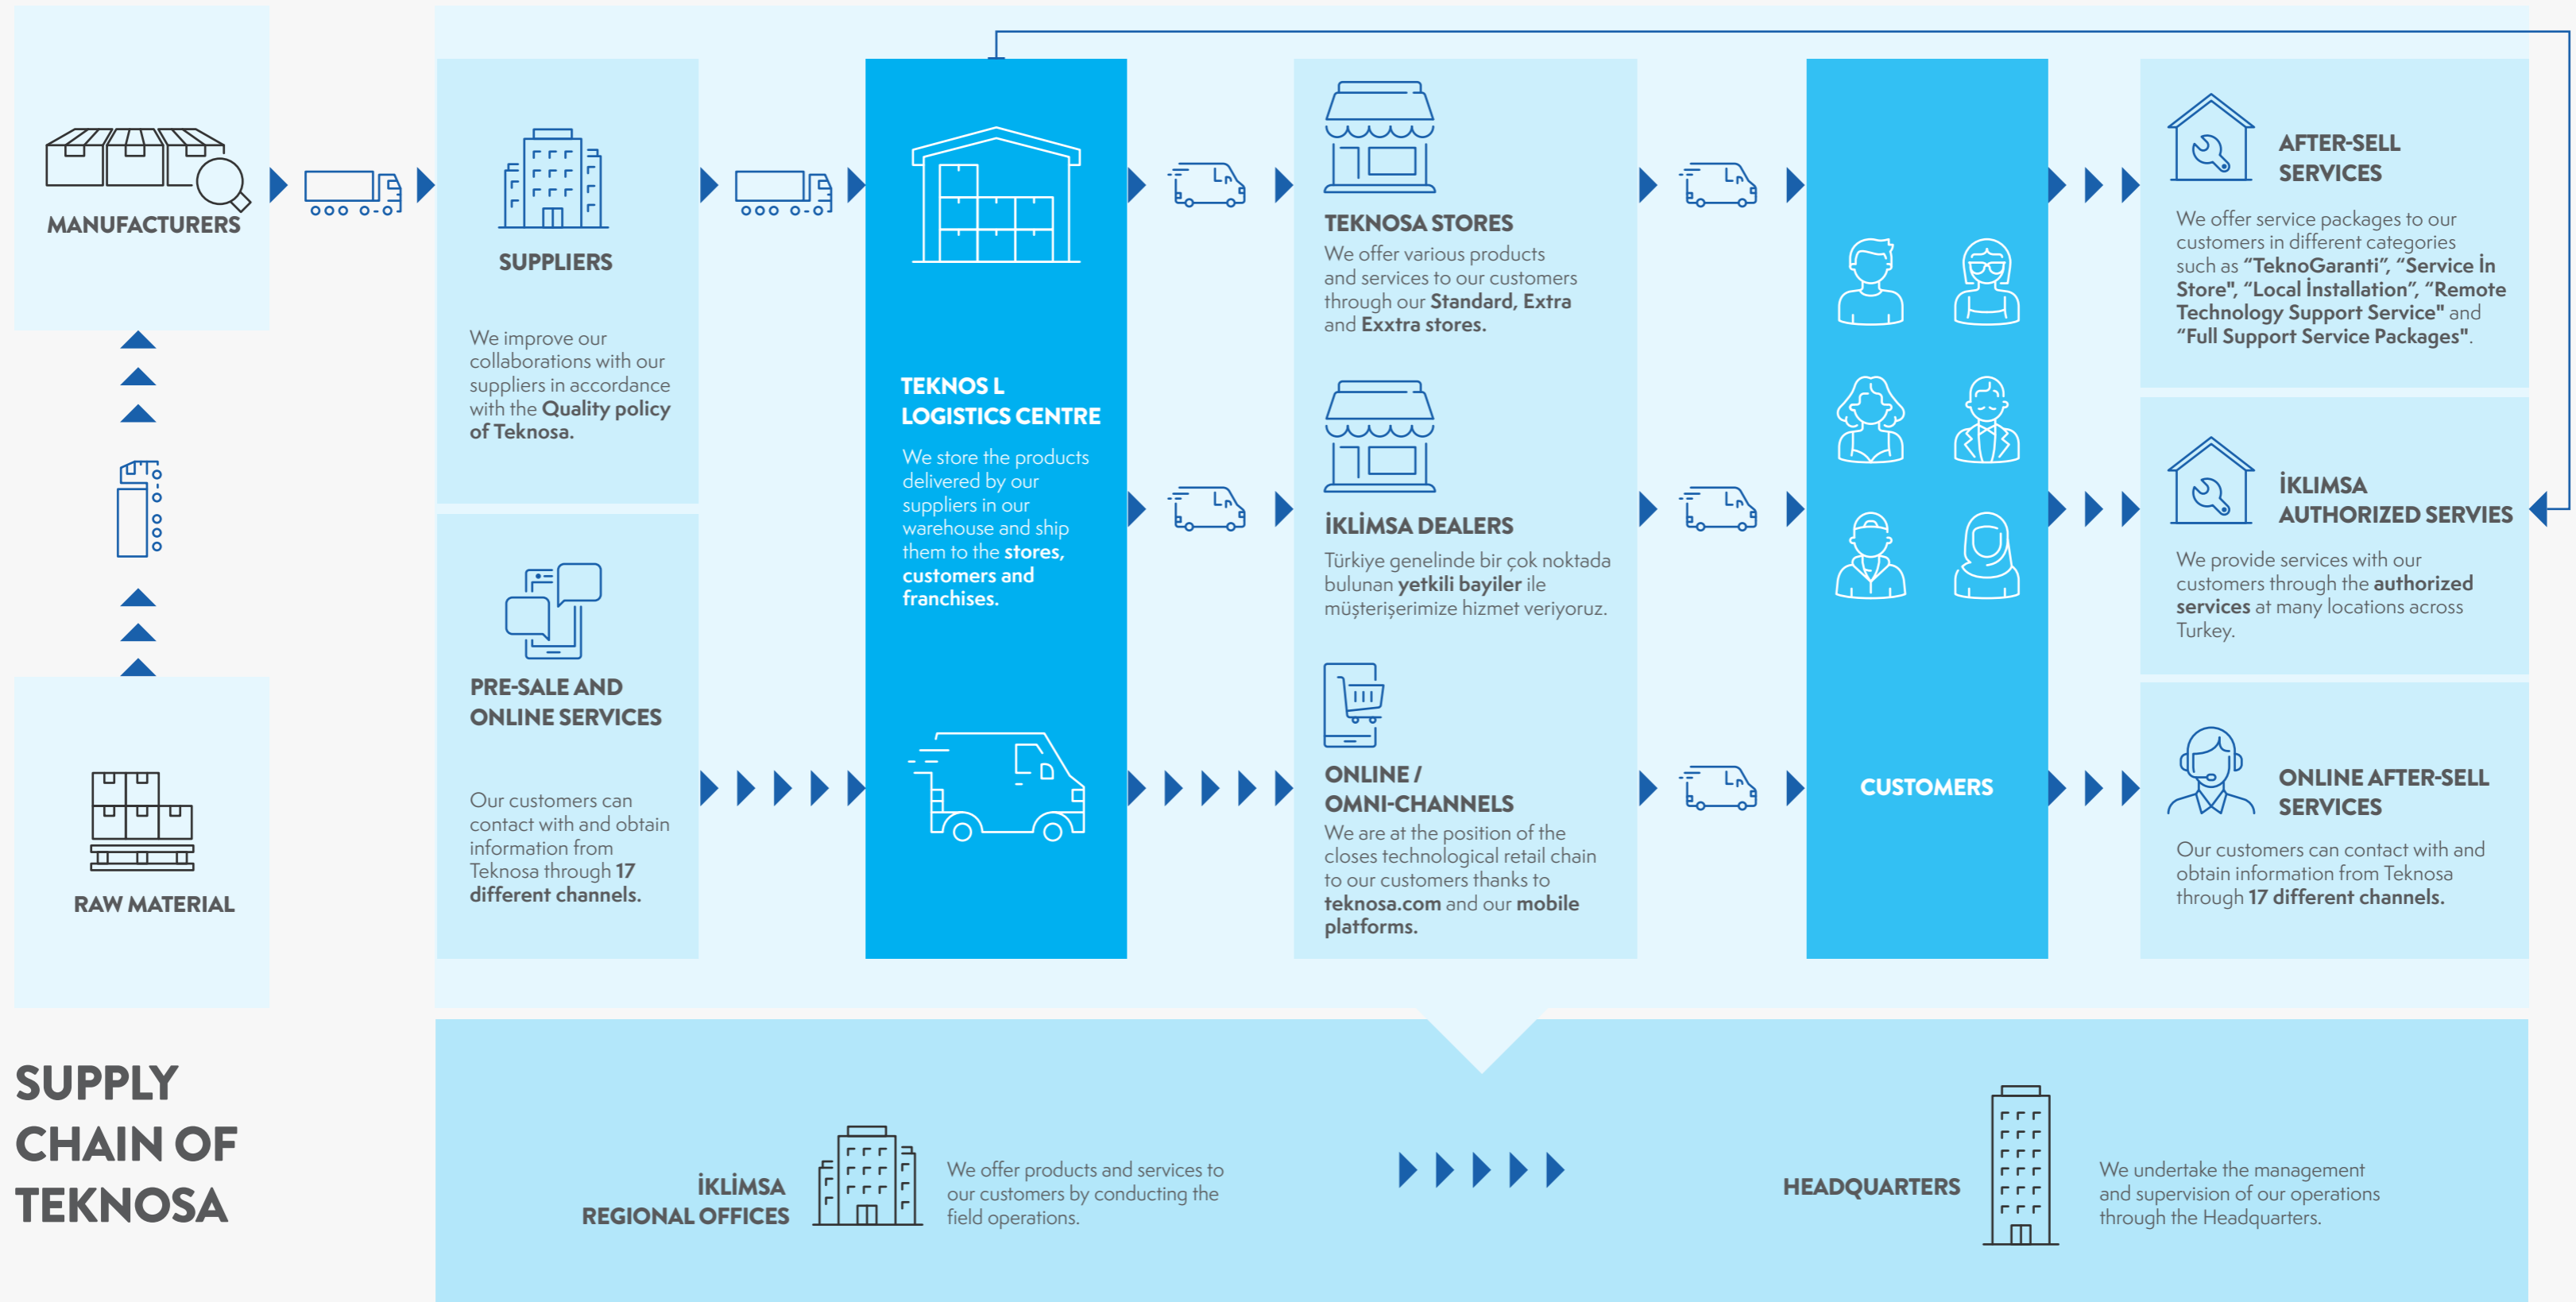 MANUFACTURERS
RAW MATERIAL
SUPPLY
CHAIN OF
TEKNOSA
SUPPLIERS
We improve our
collaborations with our
suppliers in accordance
with the Quality policy
of Teknosa.
PRE-SALE AND
ONLINE SERVICES
Our customers can
contact with and obtain
information from
Teknosa through 17
different channels.
TEKNOS L
LOGISTICS CENTRE
We store the products
delivered by our
suppliers in our
warehouse and ship
them to the stores,
customers and
franchises.
TEKNOSA STORES
We offer various products
and services to our customers
through our Standard, Extra
and Exxtra stores.
İKLİMSA DEALERS
Türkiye genelinde bir çok noktada
bulunan yetkili bayiler ile
müşterişerimize hizmet veriyoruz.
ONLINE /
OMNI-CHANNELS
We are at the position of the
closes technological retail chain
to our customers thanks to
teknosa.com and our mobile
platforms.
CUSTOMERS
AFTER-SELL
SERVICES
We offer service packages to our
customers in different categories
such as “TeknoGaranti”, “Service İn
Store", “Local İnstallation”, “Remote
Technology Support Service" and
“Full Support Service Packages".
İKLIMSA
AUTHORIZED SERVIES
We provide services with our
customers through the authorized
services at many locations across
Turkey.
ONLINE AFTER-SELL
SERVICES
Our customers can contact with and
obtain information from Teknosa
through 17 different channels.
İKLİMSA
REGIONAL OFFICES
We offer products and services to
our customers by conducting the
field operations.
HEADQUARTERS
We undertake the management
and supervision of our operations
through the Headquarters.